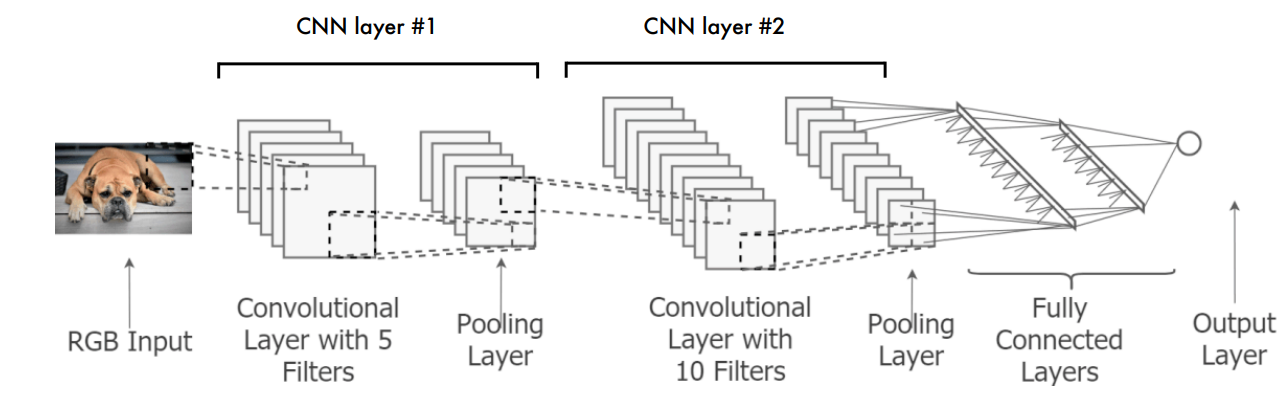 CNN layer #1
CNN layer #2
RGB Input
Convolutional
Layer with 5
Filters
Pooling
Layer
Convolutional
Layer with
10 Filters
Pooling
Layer
Fully
Connected
Layers
Output
Layer